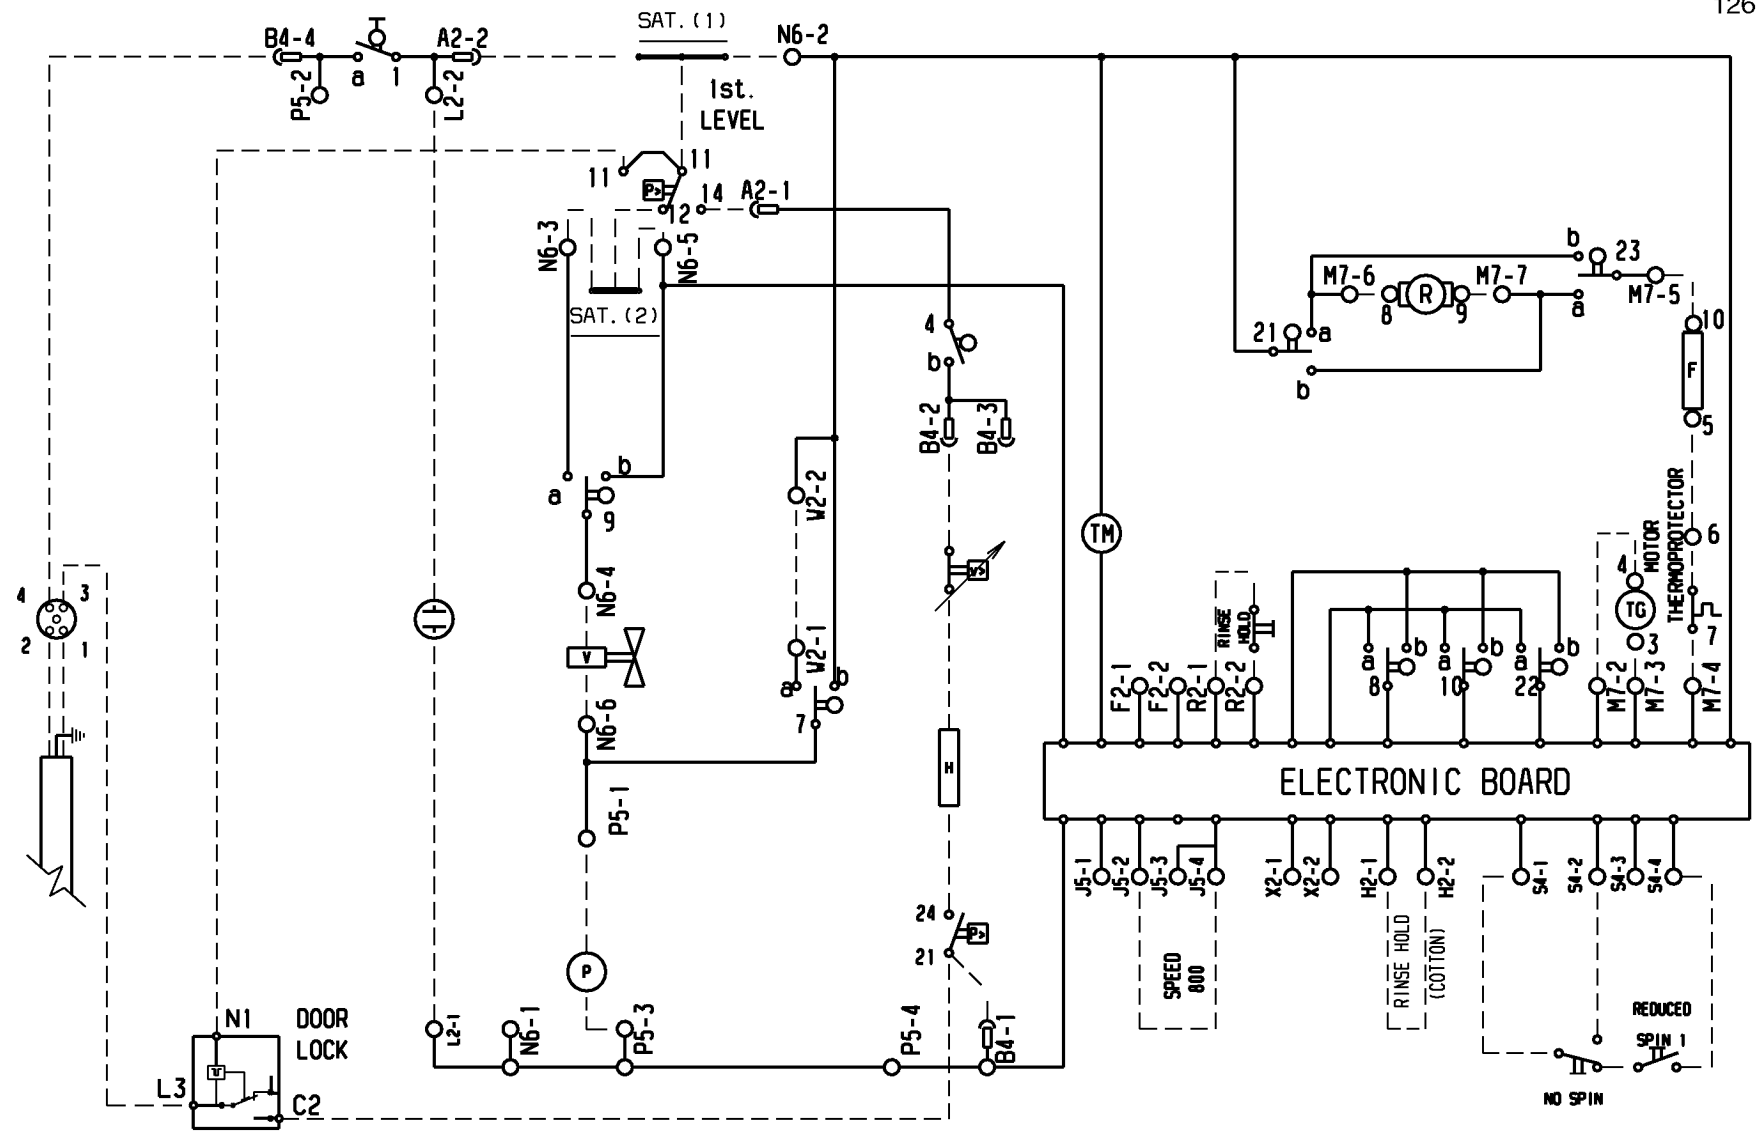 126
SAT.(1)
B4-4
A2-2
N6-2
P5-2
a
1
L2-2
1st.
LEVEL
11
11
P>
14
A2-1
12
N6-3
N6-5
SAT.(2)
b
23
M7-6
M7-7
8
R
9
a
M7-5
21
a
b
10
F
5
4
b
B4-2
B4-3
a
b
9
W2-2
TM
MOTOR
THERMOPROTECTOR
6
4
TG
3
7
4
3
2
1
N6-4
V
V>
W2-1
RINSE
HOLD
F2-1
F2-2
R2-1
R2-2
a
b
8
a
b
10
a
b
22
M7-2
M7-3
M7-4
a
b
7
N6-6
H
ELECTRONIC BOARD
P5-1
J5-1
J5-2
J5-3
J5-4
X2-1
X2-2
H2-1
H2-2
S4-1
S4-2
S4-3
S4-4
SPEED
800
RINSE HOLD
(COTTON)
24
P>
21
P
N1
DOOR
LOCK
L3
C2
L2-1
N6-1
P5-3
P5-4
B4-1
REDUCED
SPIN 1
NO SPIN